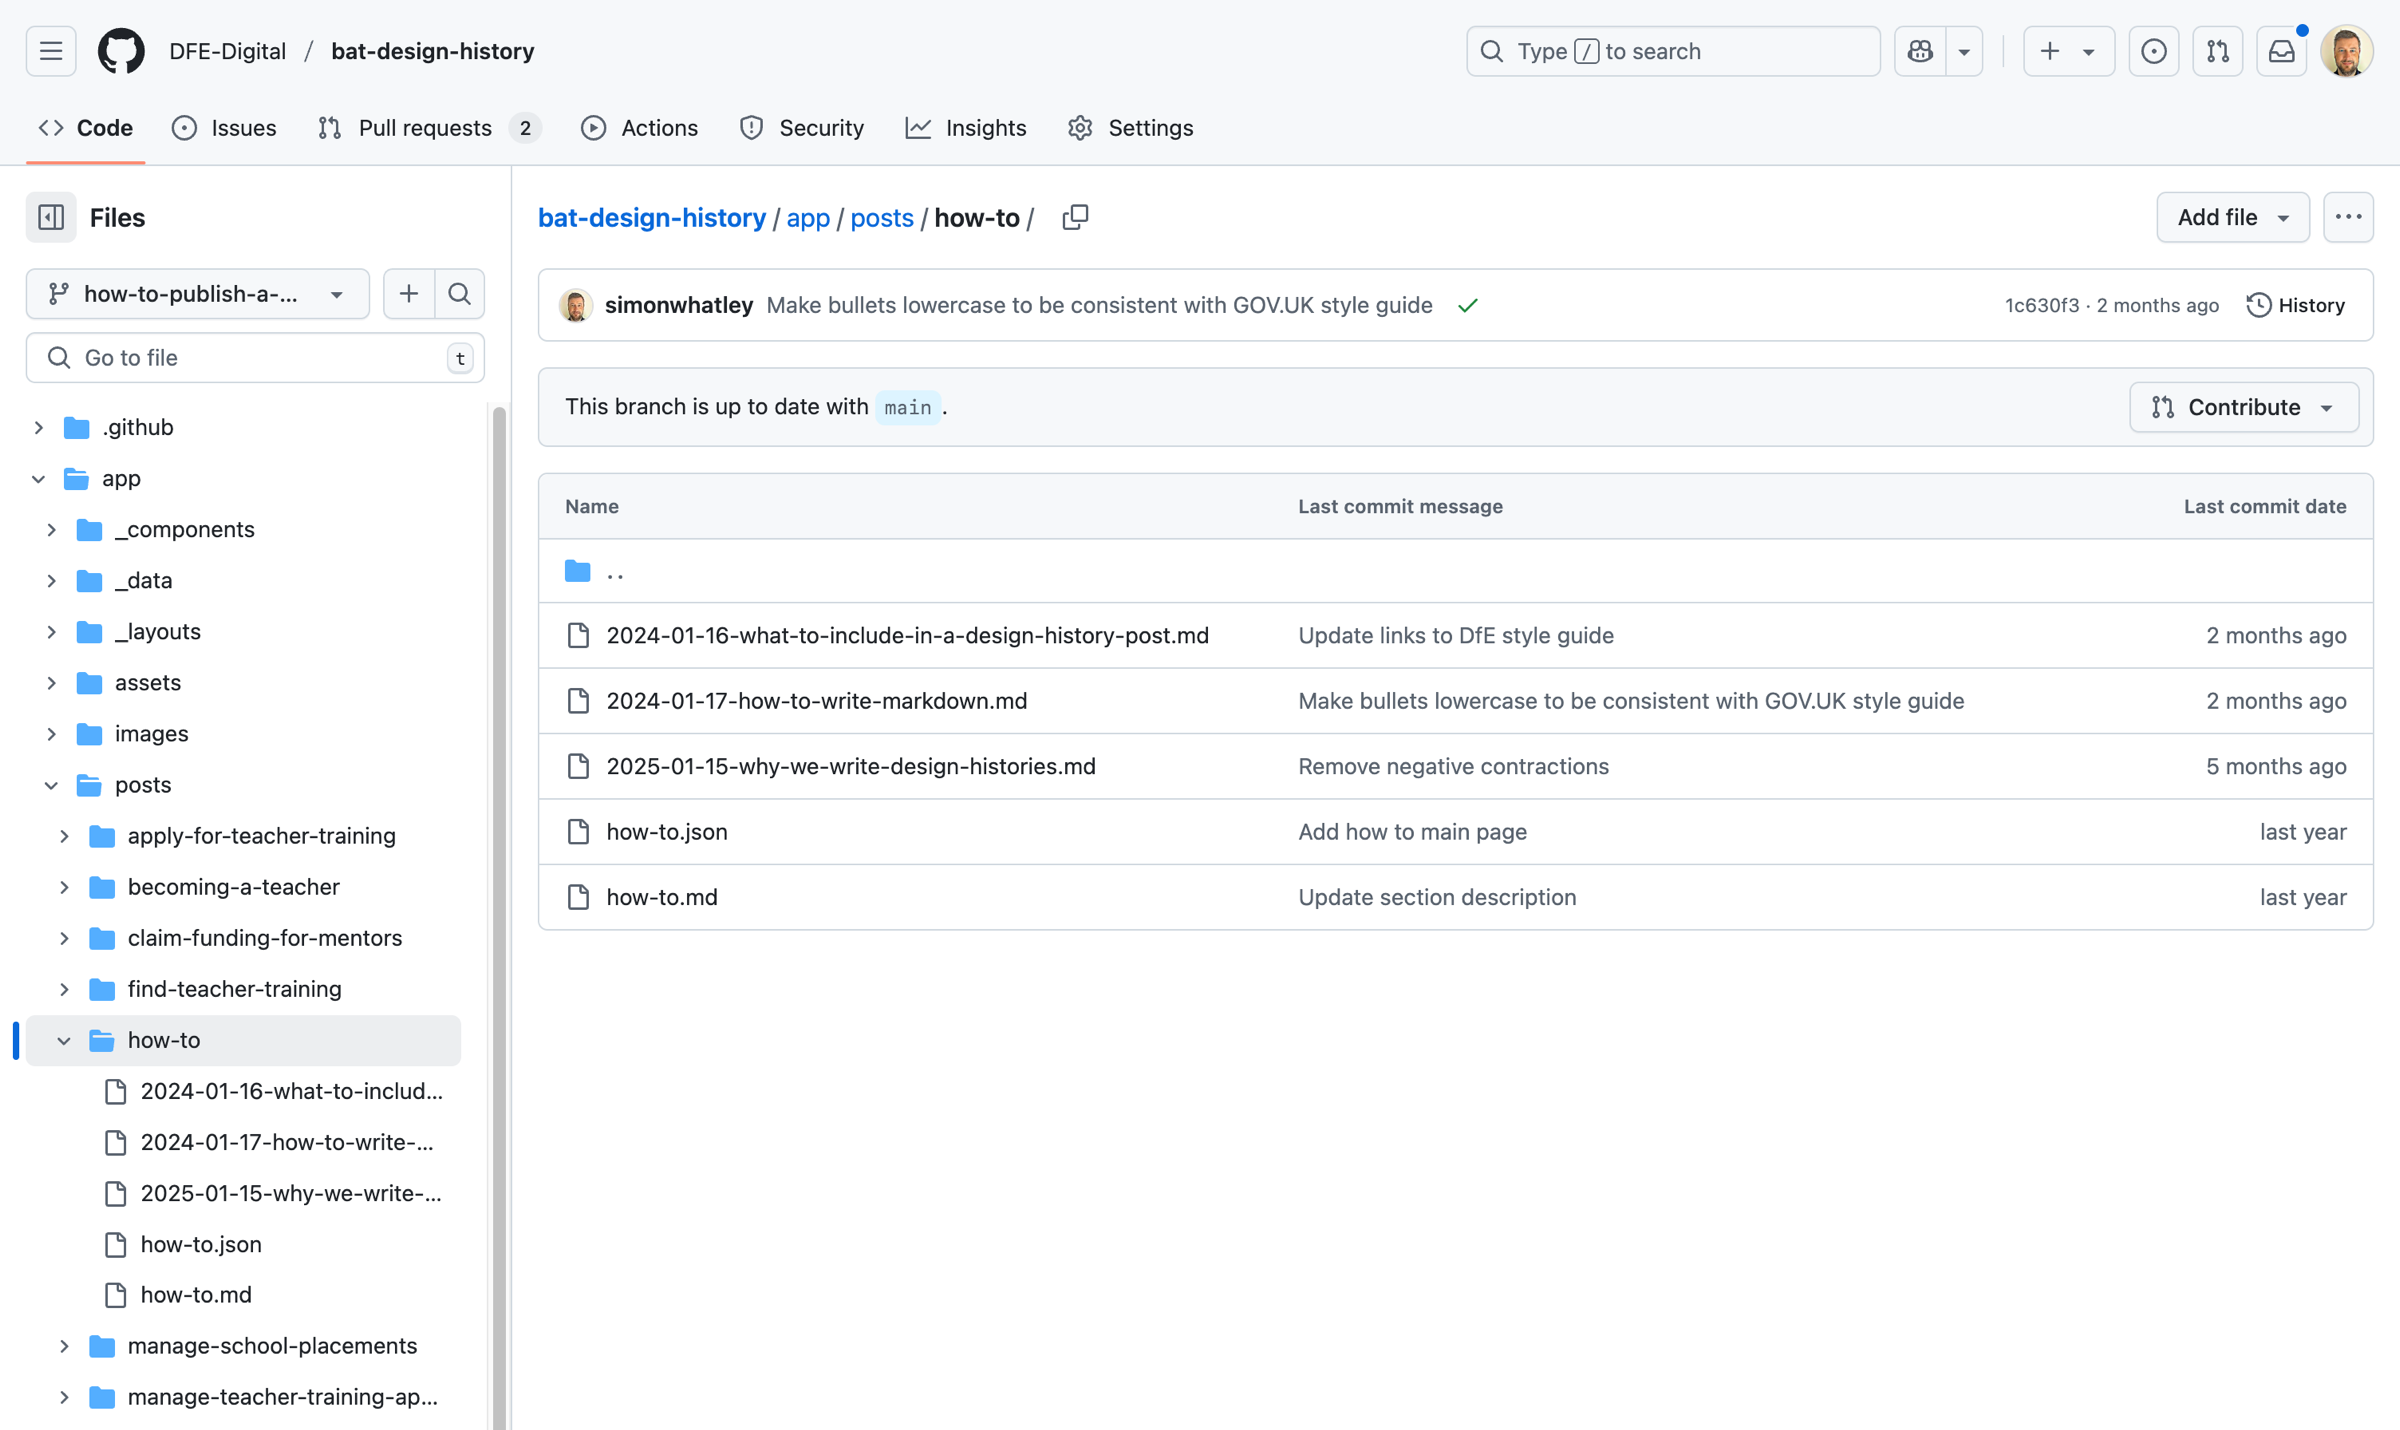 DFE-Digital / bat-design-history
Type / to search
Code
Issues
Pull requests 2
Actions
Security
Insights
Settings
Files
how-to-publish-a-...
Go to file
t
.github
app
_components
_data
_layouts
assets
images
posts
apply-for-teacher-training
becoming-a-teacher
claim-funding-for-mentors
find-teacher-training
how-to
2024-01-16-what-to-includ...
2024-01-17-how-to-write-...
2025-01-15-why-we-write-...
how-to.json
how-to.md
manage-school-placements
manage-teacher-training-ap...
bat-design-history / app / posts / how-to /
Add file
simonwhatley Make bullets lowercase to be consistent with GOV.UK style guide
1c630f3 · 2 months ago
History
This branch is up to date with main .
Contribute
Name Last commit message Last commit date
..
2024-01-16-what-to-include-in-a-design-history-post.md Update links to DfE style guide 2 months ago
2024-01-17-how-to-write-markdown.md Make bullets lowercase to be consistent with GOV.UK style guide 2 months ago
2025-01-15-why-we-write-design-histories.md Remove negative contractions 5 months ago
how-to.json Add how to main page last year
how-to.md Update section description last year